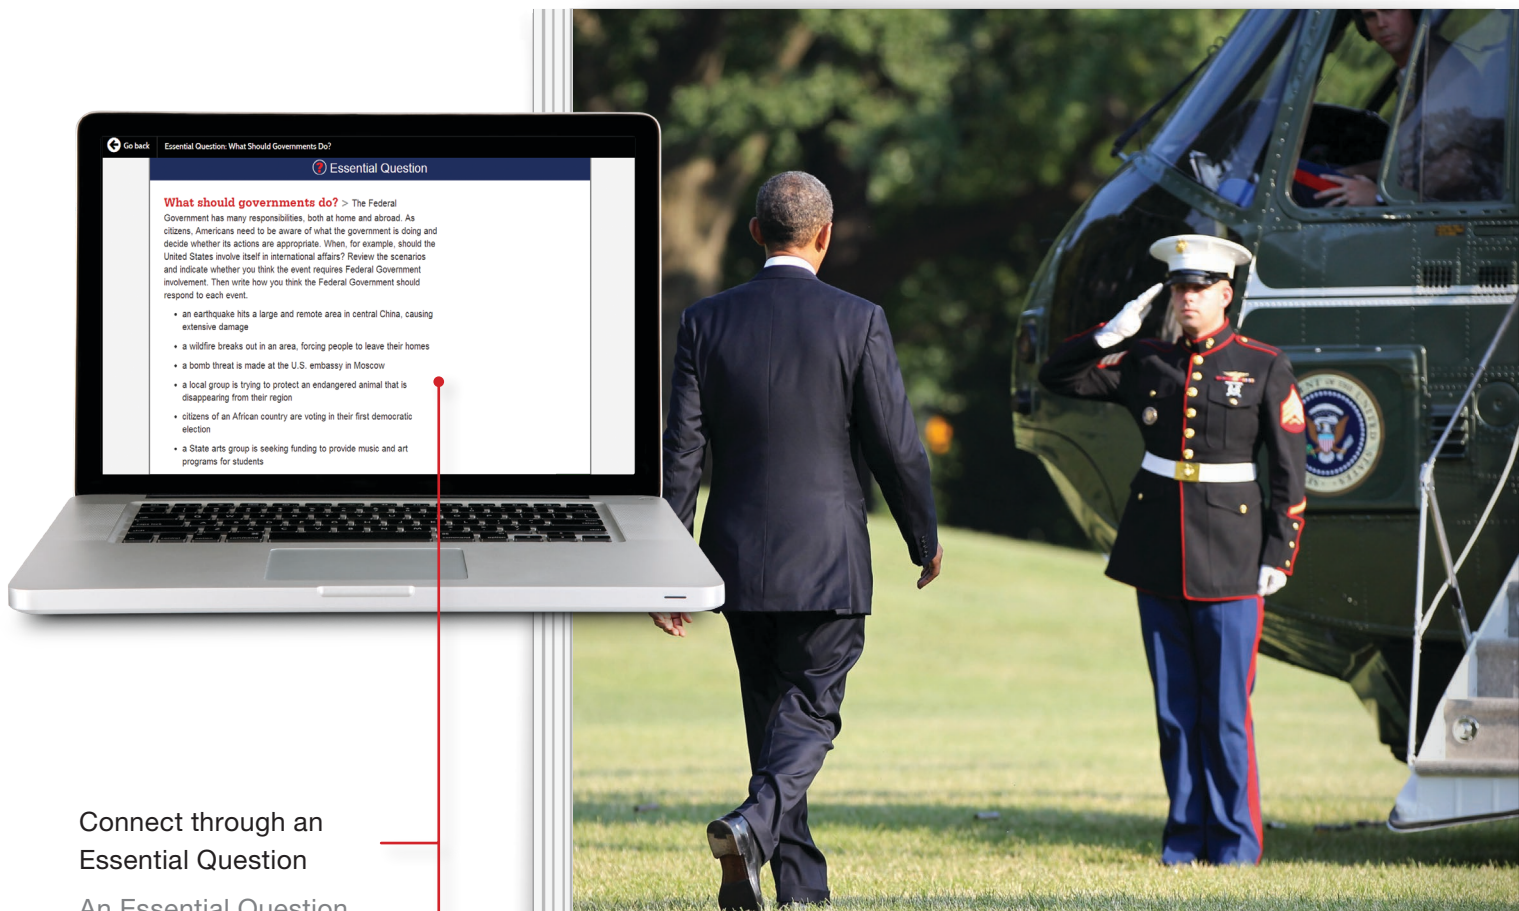 Go back
Essential Question: What Should Governments Do?
? Essential Question
What should governments do? > The Federal
Government has many responsibilities, both at home and abroad. As
citizens, Americans need to be aware of what the government is doing and
decide whether its actions are appropriate. When, for example, should the
United States involve itself in international affairs? Review the scenarios
and indicate whether you think the event requires Federal Government
involvement. Then write how you think the Federal Government should
respond to each event.
• an earthquake hits a large and remote area in central China, causing
extensive damage
• a wildfire breaks out in an area, forcing people to leave their homes
• a bomb threat is made at the U.S. embassy in Moscow
• a local group is trying to protect an endangered animal that is
disappearing from their region
• citizens of an African country are voting in their first democratic
election
• a State arts group is seeking funding to provide music and art
programs for students
Connect through an
Essential Question
An Essential Question